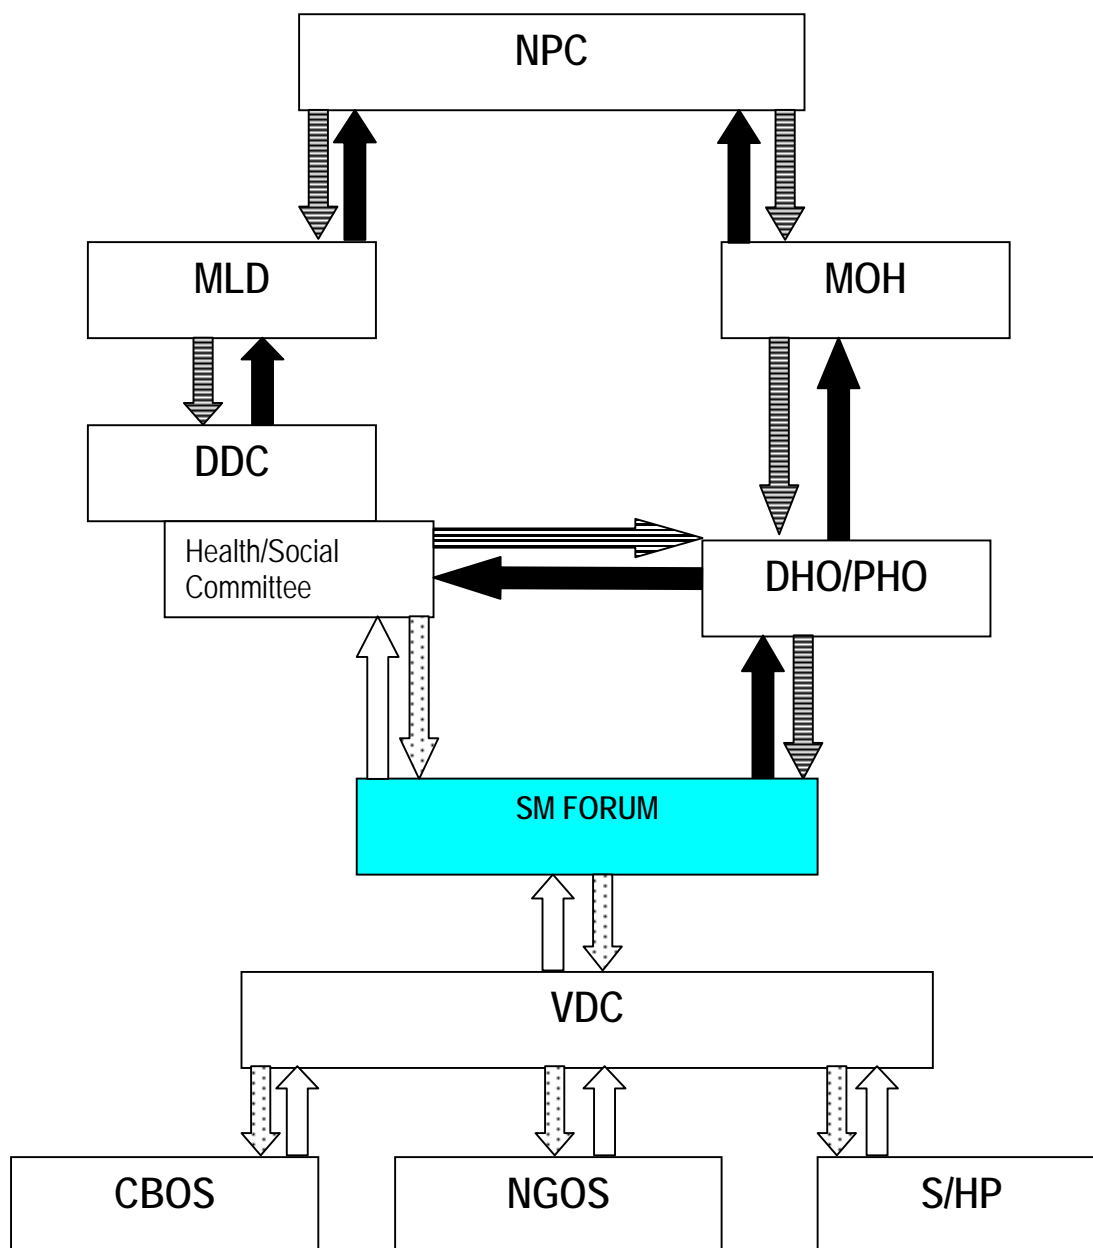 NPC
MLD
MOH
DDC
Health/Social
Committee
DHO/PHO
SM FORUM
VDC
CBOS
NGOS
S/HP